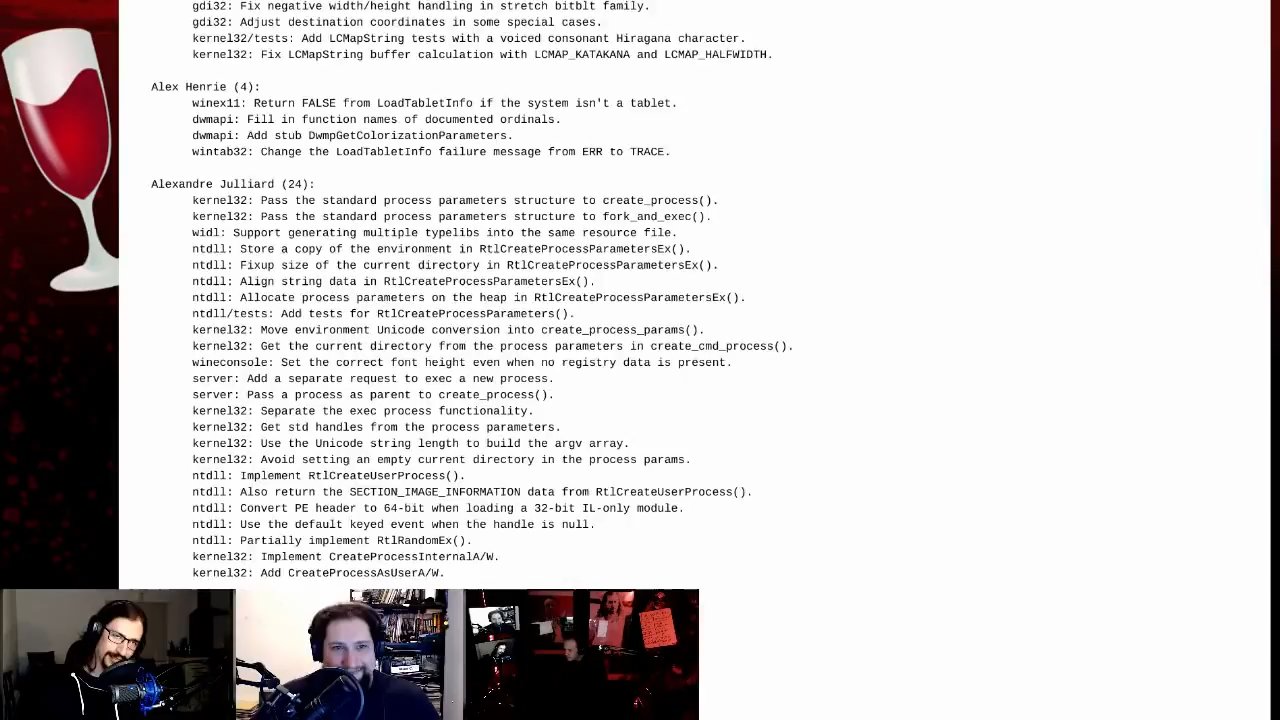 gdi32: Fix negative width/height handling in stretch bitblt family.
gdi32: Adjust destination coordinates in some special cases.
kernel32/tests: Add LCMapString tests with a voiced consonant Hiragana character.
kernel32: Fix LCMapString buffer calculation with LCMAP_KATAKANA and LCMAP_HALFWIDTH.
Alex Henrie (4):
winex11: Return FALSE from LoadTabletInfo if the system isn't a tablet.
dwmapi: Fill in function names of documented ordinals.
dwmapi: Add stub DwmpGetColorizationParameters.
wintab32: Change the LoadTabletInfo failure message from ERR to TRACE.
Alexandre Julliard (24):
kernel32: Pass the standard process parameters structure to create_process().
kernel32: Pass the standard process parameters structure to fork_and_exec().
widl: Support generating multiple typelibs into the same resource file.
ntdll: Store a copy of the environment in RtlCreateProcessParametersEx().
ntdll: Fixup size of the current directory in RtlCreateProcessParametersEx().
ntdll: Align string data in RtlCreateProcessParametersEx().
ntdll: Allocate process parameters on the heap in RtlCreateProcessParametersEx().
ntdll/tests: Add tests for RtlCreateProcessParameters().
kernel32: Move environment Unicode conversion into create_process_params().
kernel32: Get the current directory from the process parameters in create_cmd_process().
wineconsole: Set the correct font height even when no registry data is present.
server: Add a separate request to exec a new process.
server: Pass a process as parent to create_process().
kernel32: Separate the exec process functionality.
kernel32: Get std handles from the process parameters.
kernel32: Use the Unicode string length to build the argv array.
kernel32: Avoid setting an empty current directory in the process params.
ntdll: Implement RtlCreateUserProcess().
ntdll: Also return the SECTION_IMAGE_INFORMATION data from RtlCreateUserProcess().
ntdll: Convert PE header to 64-bit when loading a 32-bit IL-only module.
ntdll: Use the default keyed event when the handle is null.
ntdll: Partially implement RtlRandomEx().
kernel32: Implement CreateProcessInternalA/W.
kernel32: Add CreateProcessAsUserA/W.